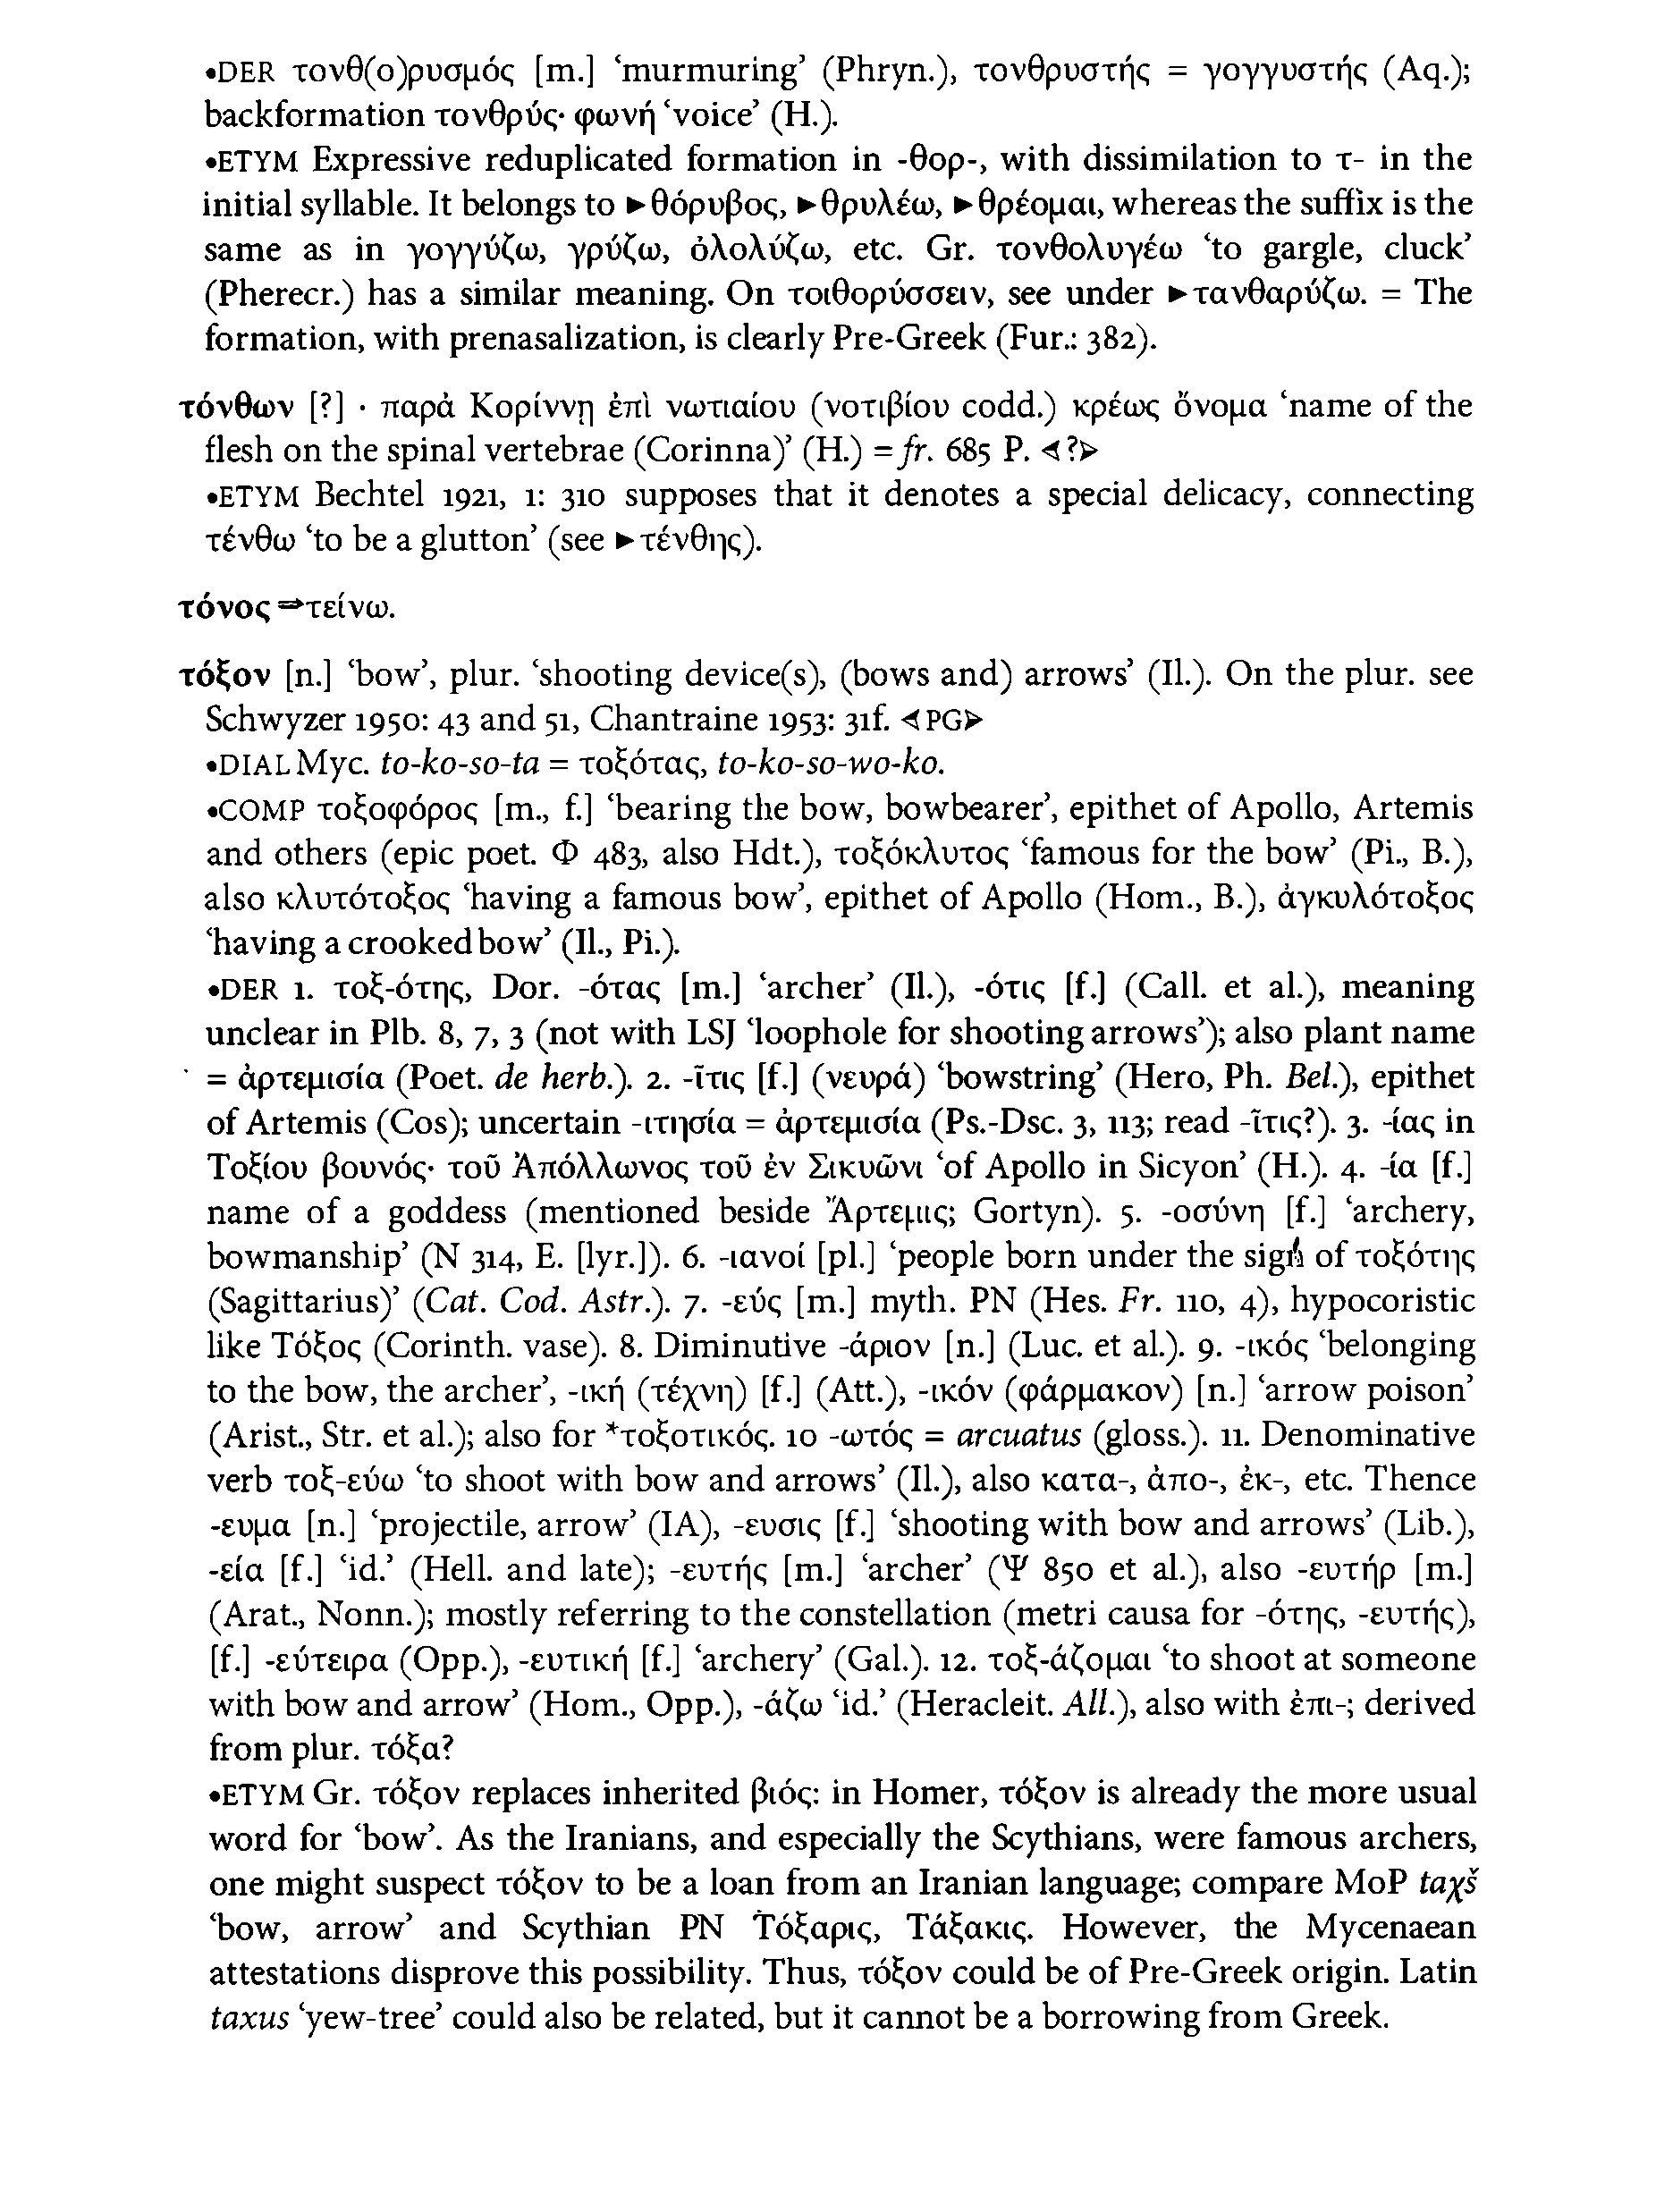 •DER τονθ(ο)ρυσμός [m.] ‘murmuring’ (Phryn.), τονθρυστής = γογγυστής (Aq.);
backformation τονθρύς· φωνή ‘voice’ (H.).
•ETYM Expressive reduplicated formation in -θορ-, with dissimilation to τ- in the
initial syllable. It belongs to ►θόρυβος, ►θρυλέω, ►θρέομαι, whereas the suffix is the
same as in γογγύζω, γρύζω, ὀλολύζω, etc. Gr. τονθολυγέω ‘to gargle, cluck’
(Pherecr.) has a similar meaning. On τοιθορύσσειν, see under ►τανθαρύζω. = The
formation, with prenasalization, is clearly Pre-Greek (Fur.: 382).
τόνθων [?] · παρὰ Κορίννῃ ἐπὶ νωτιαίου (νοτιβίου codd.) κρέως ὄνομα ‘name of the
flesh on the spinal vertebrae (Corinna)’ (H.) = fr. 685 P. ⊲?⊳
•ETYM Bechtel 1921, 1: 310 supposes that it denotes a special delicacy, connecting
τένθω ‘to be a glutton’ (see ►τένθης).
τόνος ⇒τείνω.
τόξον [n.] ‘bow’, plur. ‘shooting device(s), (bows and) arrows’ (Il.). On the plur. see
Schwyzer 1950: 43 and 51, Chantraine 1953: 31f. ⊲PG⊳
•DIAL Myc. to-ko-so-ta = τοξότας, to-ko-so-wo-ko.
•COMP τοξοφόρος [m., f.] ‘bearing the bow, bowbearer’, epithet of Apollo, Artemis
and others (epic poet. Φ 483, also Hdt.), τοξόκλυτος ‘famous for the bow’ (Pi., B.),
also κλυτότοξος ‘having a famous bow’, epithet of Apollo (Hom., B.), ἀγκυλότοξος
‘having a crooked bow’ (Il., Pi.).
•DER 1. τοξ-ότης, Dor. -ότας [m.] ‘archer’ (Il.), -ότις [f.] (Call. et al.), meaning
unclear in Plb. 8, 7, 3 (not with LSJ ‘loophole for shooting arrows’); also plant name
= ἀρτεμισία (Poet. de herb.). 2. -ῖτις [f.] (νευρά) ‘bowstring’ (Hero, Ph. Bel.), epithet
of Artemis (Cos); uncertain -ιτησία = ἀρτεμισία (Ps.-Dsc. 3, 113; read -ῖτις?). 3. -ίας in
Τοξίου βουνός· τοῦ Ἀπόλλωνος τοῦ ἐν Σικυῶνι ‘of Apollo in Sicyon’ (H.). 4. -ία [f.]
name of a goddess (mentioned beside Ἄρτεμις; Gortyn). 5. -οσύνη [f.] ‘archery,
bowmanship’ (N 314, E. [lyr.]). 6. -ιανοί [pl.] ‘people born under the sign of τοξότης
(Sagittarius)’ (Cat. Cod. Astr.). 7. -εύς [m.] myth. PN (Hes. Fr. 110, 4), hypocoristic
like Τόξος (Corinth. vase). 8. Diminutive -άριον [n.] (Luc. et al.). 9. -ικός ‘belonging
to the bow, the archer’, -ική (τέχνη) [f.] (Att.), -ικόν (φάρμακον) [n.] ‘arrow poison’
(Arist., Str. et al.); also for *τοξοτικός. 10 -ωτός = arcuatus (gloss.). 11. Denominative
verb τοξ-εύω ‘to shoot with bow and arrows’ (Il.), also κατα-, ἀπο-, ἐκ-, etc. Thence
-ευμα [n.] ‘projectile, arrow’ (IA), -ευσις [f.] ‘shooting with bow and arrows’ (Lib.),
-εία [f.] ‘id.’ (Hell. and late); -ευτής [m.] ‘archer’ (Ψ 850 et al.), also -ευτήρ [m.]
(Arat., Nonn.); mostly referring to the constellation (metri causa for -ότης, -ευτής),
[f.] -εύτειρα (Opp.), -ευτική [f.] ‘archery’ (Gal.). 12. τοξ-άζομαι ‘to shoot at someone
with bow and arrow’ (Hom., Opp.), -άζω ‘id.’ (Heracleit. All.), also with ἐπι-; derived
from plur. τόξα?
•ETYM Gr. τόξον replaces inherited βιός: in Homer, τόξον is already the more usual
word for ‘bow’. As the Iranians, and especially the Scythians, were famous archers,
one might suspect τόξον to be a loan from an Iranian language; compare MoP taχš
‘bow, arrow’ and Scythian PN Τόξαρις, Τάξακις. However, the Mycenaean
attestations disprove this possibility. Thus, τόξον could be of Pre-Greek origin. Latin
taxus ‘yew-tree’ could also be related, but it cannot be a borrowing from Greek.